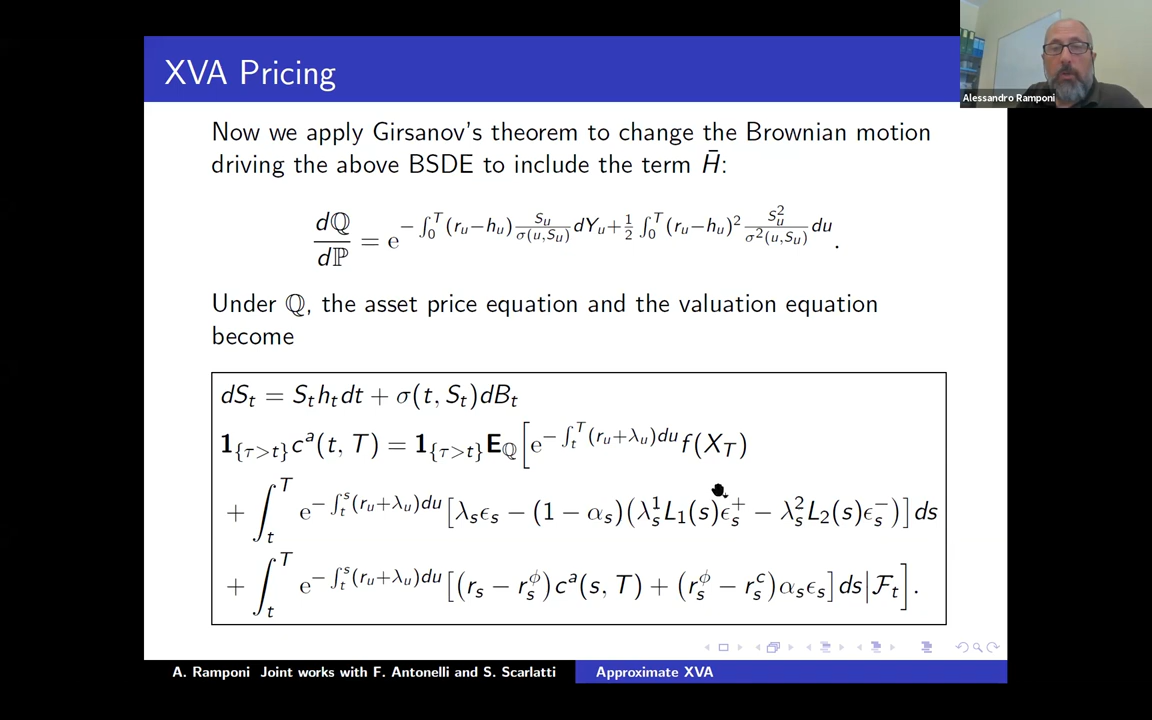 XVA Pricing
Alessandro Ramponi
Now we apply Girsanov's theorem to change the Brownian motion
driving the above BSDE to include the term H̄:
dℚ/dℙ = e^{−∫_0^T (r_u−h_u) S_u/σ(u,S_u) dY_u + 1/2 ∫_0^T (r_u−h_u)^2 S_u^2/σ^2(u,S_u) du}.
Under ℚ, the asset price equation and the valuation equation
become
dS_t = S_t h_t dt + σ(t, S_t)dB_t
𝟏_{τ>t} c^a(t, T) = 𝟏_{τ>t} 𝐄_ℚ[e^{−∫_t^T (r_u+λ_u)du} f(X_T)
+ ∫_t^T e^{−∫_t^s (r_u+λ_u)du} [λ_s ϵ_s − (1 − α_s)(λ_s^1 L_1(s)ϵ_s^+ − λ_s^2 L_2(s)ϵ_s^−)] ds
+ ∫_t^T e^{−∫_t^s (r_u+λ_u)du} [(r_s − r_s^ϕ)c^a(s, T) + (r_s^ϕ − r_s^c)α_s ϵ_s] ds|ℱ_t].
A. Ramponi Joint works with F. Antonelli and S. Scarlatti
Approximate XVA